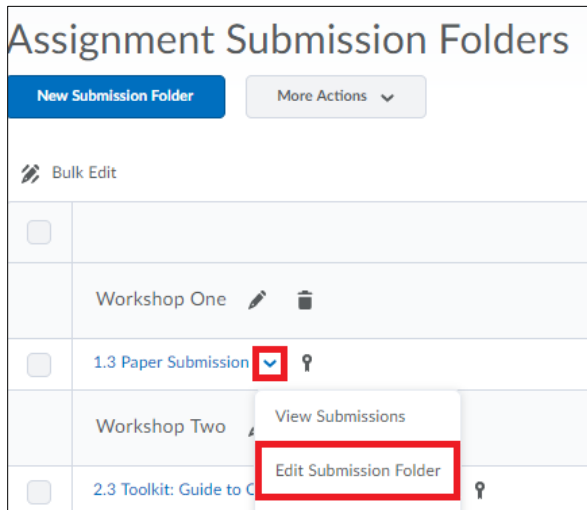 Assignment Submission Folders
New Submission Folder More Actions
Bulk Edit
Workshop One
1.3 Paper Submission
View Submissions
Workshop Two
Edit Submission Folder
2.3 Toolkit: Guide to